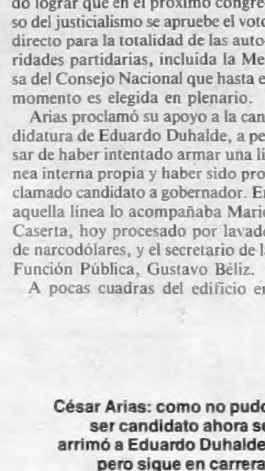 do lograr que en el próximo congre-
so del justicialismo se apruebe el voto
directo para la totalidad de las auto-
ridades partidarias, incluida la Me-
sa del Consejo Nacional que hasta e
momento es elegida en plenario.
Arias proclamó su apoyo a la can-
didatura de Eduardo Duhalde, a pe-
sar de haber intentado armar una lí-
nea interna propia y haber sido pro-
clamado candidato a gobernador. En
aquella línea lo acompañaba Mario
Caserta, hoy procesado por lavado
de narcodólares, y el secretario de la
Función Pública, Gustavo Béliz.
A pocas cuadras del edificio en
César Arias: como no pudo
ser candidato ahora se
arrimó a Eduardo Duhalde,
pero sigue en carrera